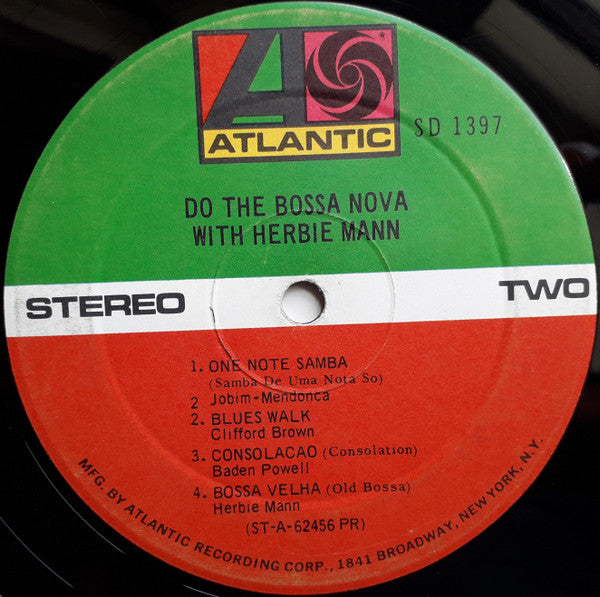 ATLANTIC
SD 1397
DO THE BOSSA NOVA
WITH HERBIE MANN
STEREO TWO
1. ONE NOTE SAMBA
(Samba De Uma Nota So)
2 Jobim-Mendonca
2. BLUES WALK
Clifford Brown
3. CONSOLACAO (Consolation)
Baden Powell
4. BOSSA VELHA (Old Bossa)
Herbie Mann
(ST-A-62456 PR)
MFG. BY ATLANTIC RECORDING CORP., 1841 BROADWAY, NEW YORK, N.Y.